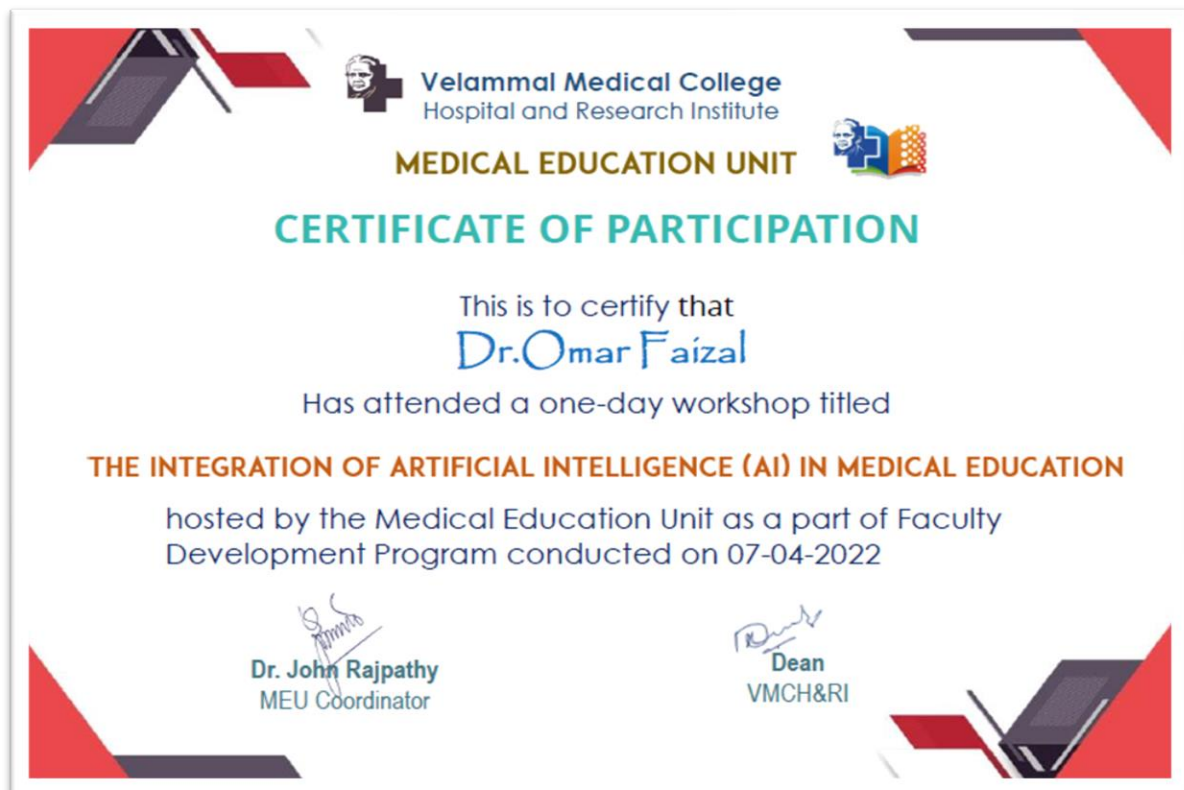 Velammal Medical College
Hospital and Research Institute
MEDICAL EDUCATION UNIT
CERTIFICATE OF PARTICIPATION
This is to certify that
Dr.Omar Faizal
Has attended a one-day workshop titled
THE INTEGRATION OF ARTIFICIAL INTELLIGENCE (AI) IN MEDICAL EDUCATION
hosted by the Medical Education Unit as a part of Faculty
Development Program conducted on 07-04-2022
Dr. John Rajpathy
MEU Coordinator
Dean
VMCH&RI